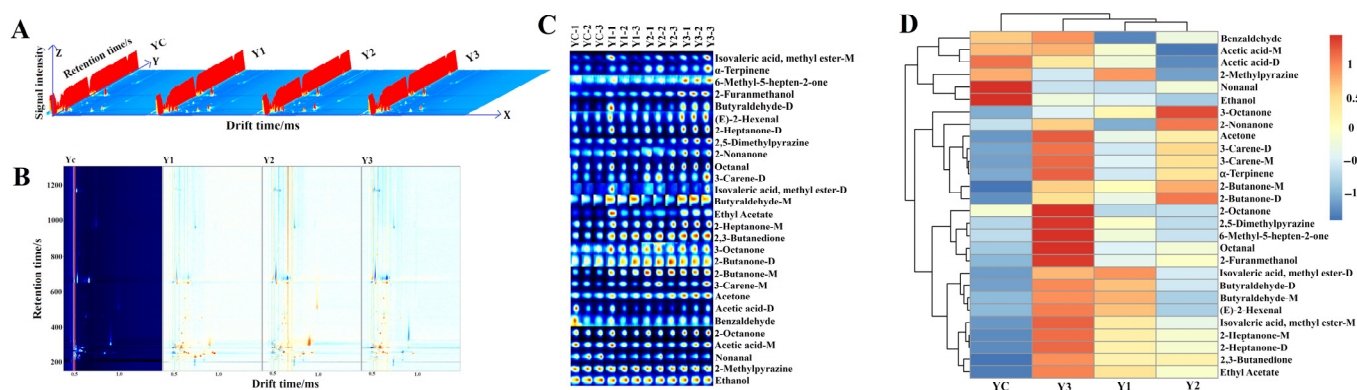 A
Z
Signal intensity
Retention time/s
YC
Y
Y1
Y2
Y3
X
Drift time/ms
B
Yc
Y1
Y2
Y3
Retention time/s
1200
1000
800
600
400
200
0.5
1.0
0.5
1.0
0.5
1.0
0.5
1.0
Drift time/ms
C
YC-1
YC-2
YC-3
Y1-1
Y1-2
Y1-3
Y2-1
Y2-2
Y2-3
Y3-1
Y3-2
Y3-3
Isovaleric acid, methyl ester-M
α-Terpinene
6-Methyl-5-hepten-2-one
2-Furanmethanol
Butyraldehyde-D
(E)-2-Hexenal
2-Heptanone-D
2,5-Dimethylpyrazine
2-Nonanone
Octanal
3-Carene-D
Isovaleric acid, methyl ester-D
Butyraldehyde-M
Ethyl Acetate
2-Heptanone-M
2,3-Butanedione
3-Octanone
2-Butanone-D
2-Butanone-M
3-Carene-M
Acetone
Acetic acid-D
Benzaldehyde
2-Octanone
Acetic acid-M
Nonanal
2-Methylpyrazine
Ethanol
D
Benzaldehyde
Acetic acid-M
Acetic acid-D
2-Methylpyrazine
Nonanal
Ethanol
3-Octanone
2-Nonanone
Acetone
3-Carene-D
3-Carene-M
α-Terpinene
2-Butanone-M
2-Butanone-D
2-Octanone
2,5-Dimethylpyrazine
6-Methyl-5-hepten-2-one
Octanal
2-Furanmethanol
Isovaleric acid, methyl ester-D
Butyraldehyde-D
Butyraldehyde-M
(E)-2-Hexenal
Isovaleric acid, methyl ester-M
2-Heptanone-M
2-Heptanone-D
2,3-Butanedione
Ethyl Acetate
YC
Y3
Y1
Y2
1
0.5
0
−0.5
−1